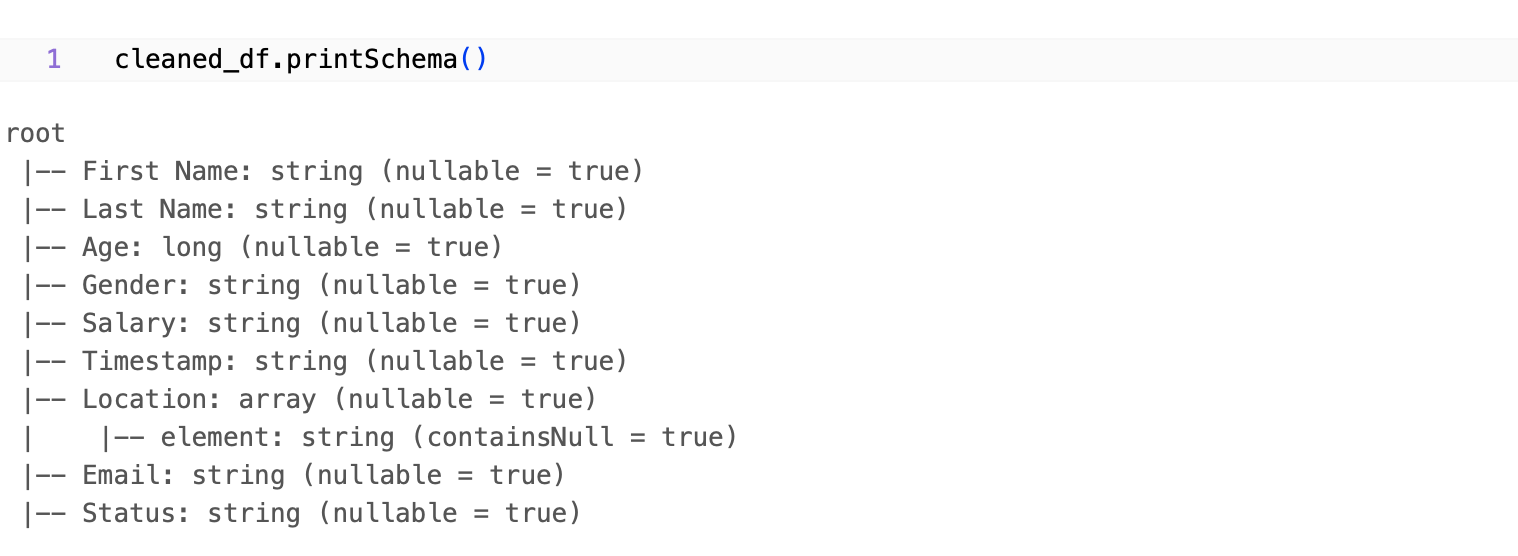 1 cleaned_df.printSchema()
root
 |-- First Name: string (nullable = true)
 |-- Last Name: string (nullable = true)
 |-- Age: long (nullable = true)
 |-- Gender: string (nullable = true)
 |-- Salary: string (nullable = true)
 |-- Timestamp: string (nullable = true)
 |-- Location: array (nullable = true)
 |    |-- element: string (containsNull = true)
 |-- Email: string (nullable = true)
 |-- Status: string (nullable = true)